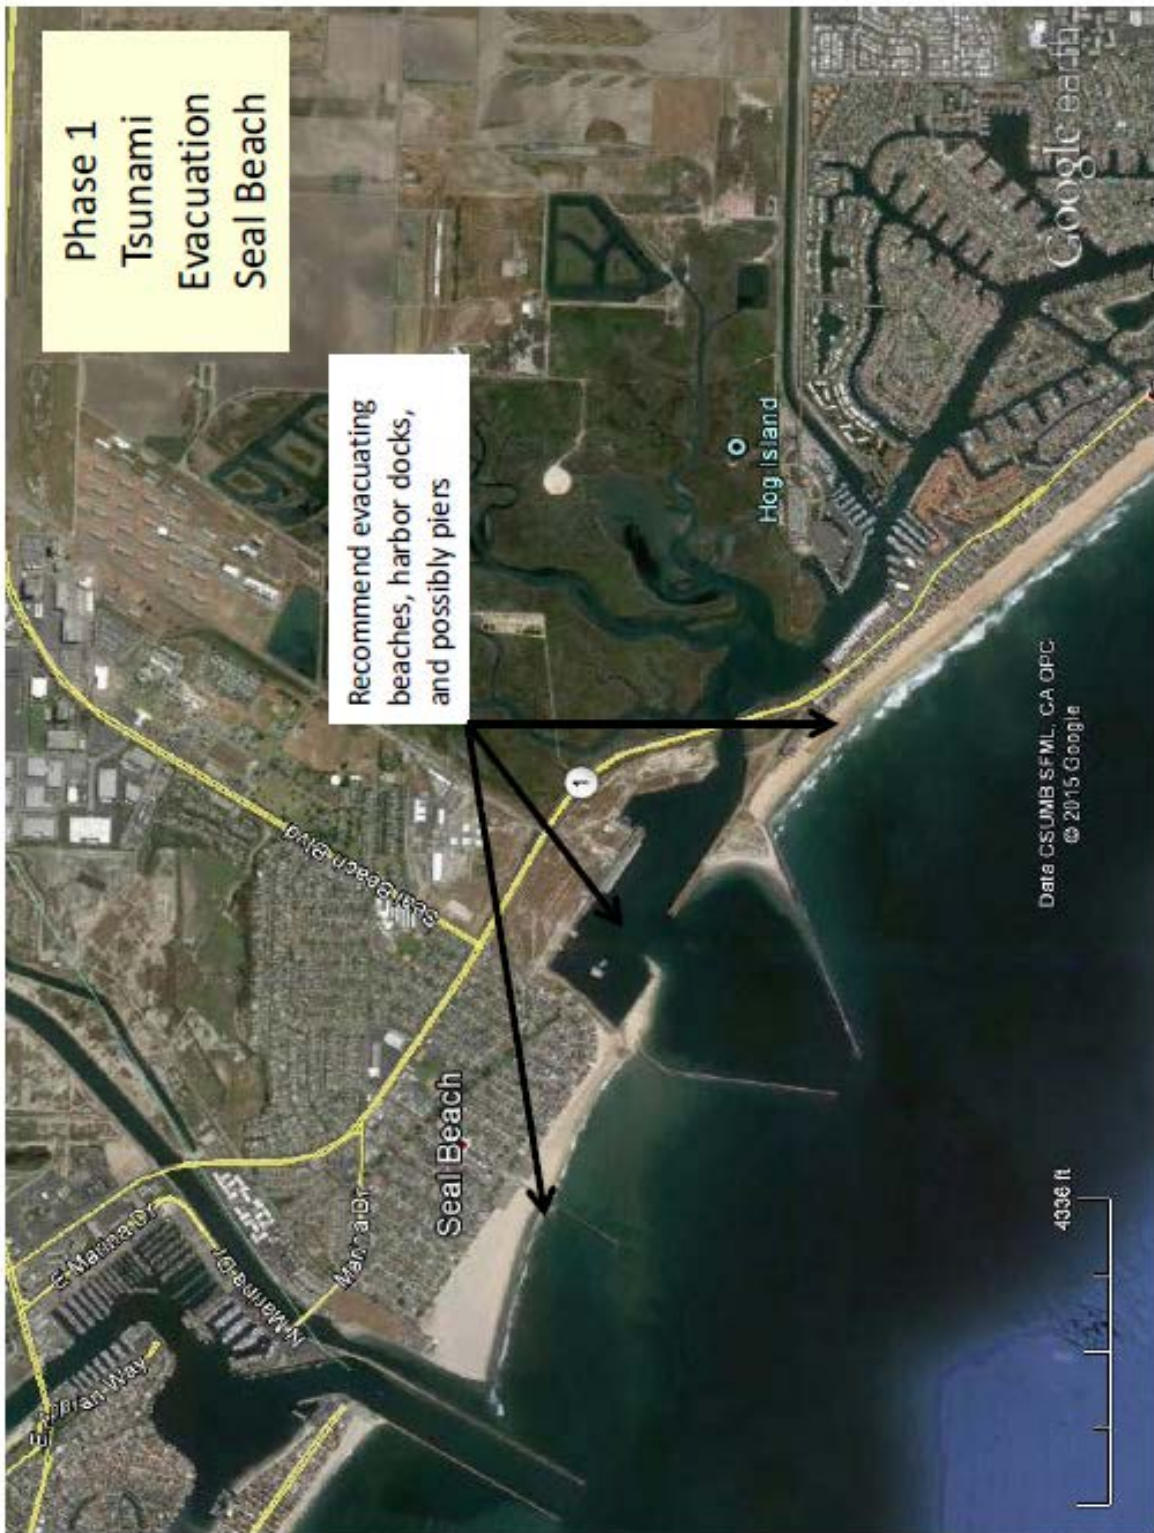 Phase 1
Tsunami
Evacuation
Seal Beach
Recommend evacuating
beaches, harbor docks,
and possibly piers
Seal Beach Blvd
1
Hog Island
E Marina Dr
N Marina Dr
Marina Dr
Seal Beach
Way
Google earth
Data CSUMB SFML, CA OPC
© 2015 Google
4336 ft